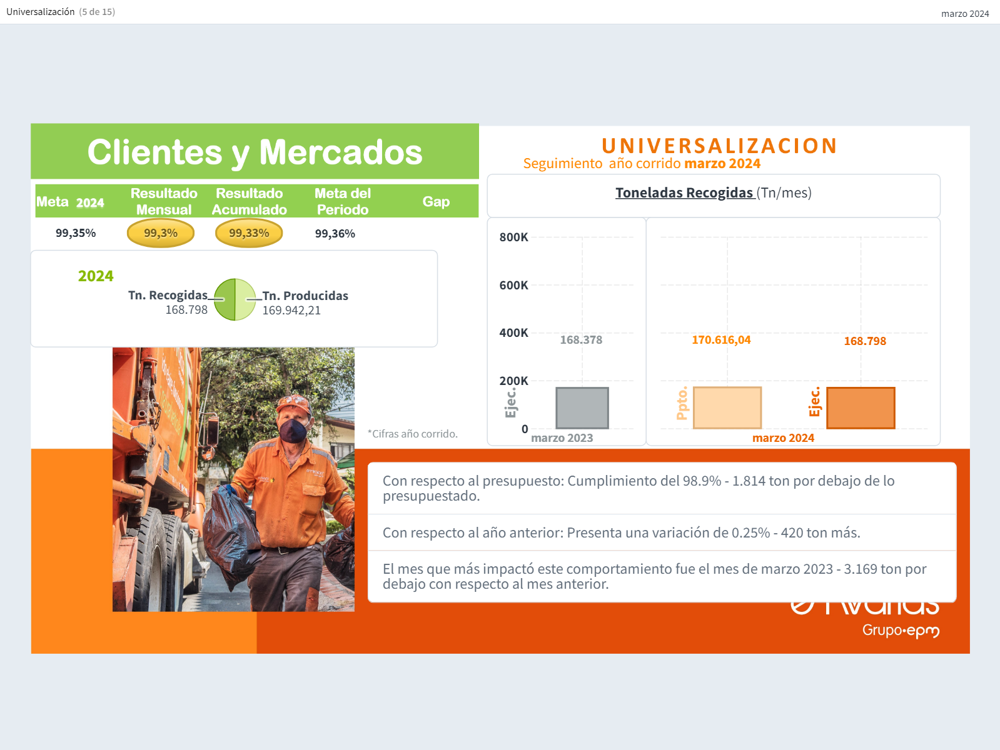 Universalización (5 de 15)
marzo 2024
Clientes y Mercados
Meta 2024
Resultado
Mensual
Resultado
Acumulado
Meta del
Periodo
Gap
99,35%
99,3%
99,33%
99,36%
2024
Tn. Recogidas
168.798
Tn. Producidas
169.942,21
*Cifras año corrido.
UNIVERSALIZACION
Seguimiento año corrido marzo 2024
Toneladas Recogidas (Tn/mes)
800K
600K
400K
200K
0
168.378
Ejec.
marzo 2023
170.616,04
168.798
Ppto.
Ejec.
marzo 2024
Con respecto al presupuesto: Cumplimiento del 98.9% - 1.814 ton por debajo de lo
presupuestado.
Con respecto al año anterior: Presenta una variación de 0.25% - 420 ton más.
El mes que más impactó este comportamiento fue el mes de marzo 2023 - 3.169 ton por
debajo con respecto al mes anterior.
Grupo·epm